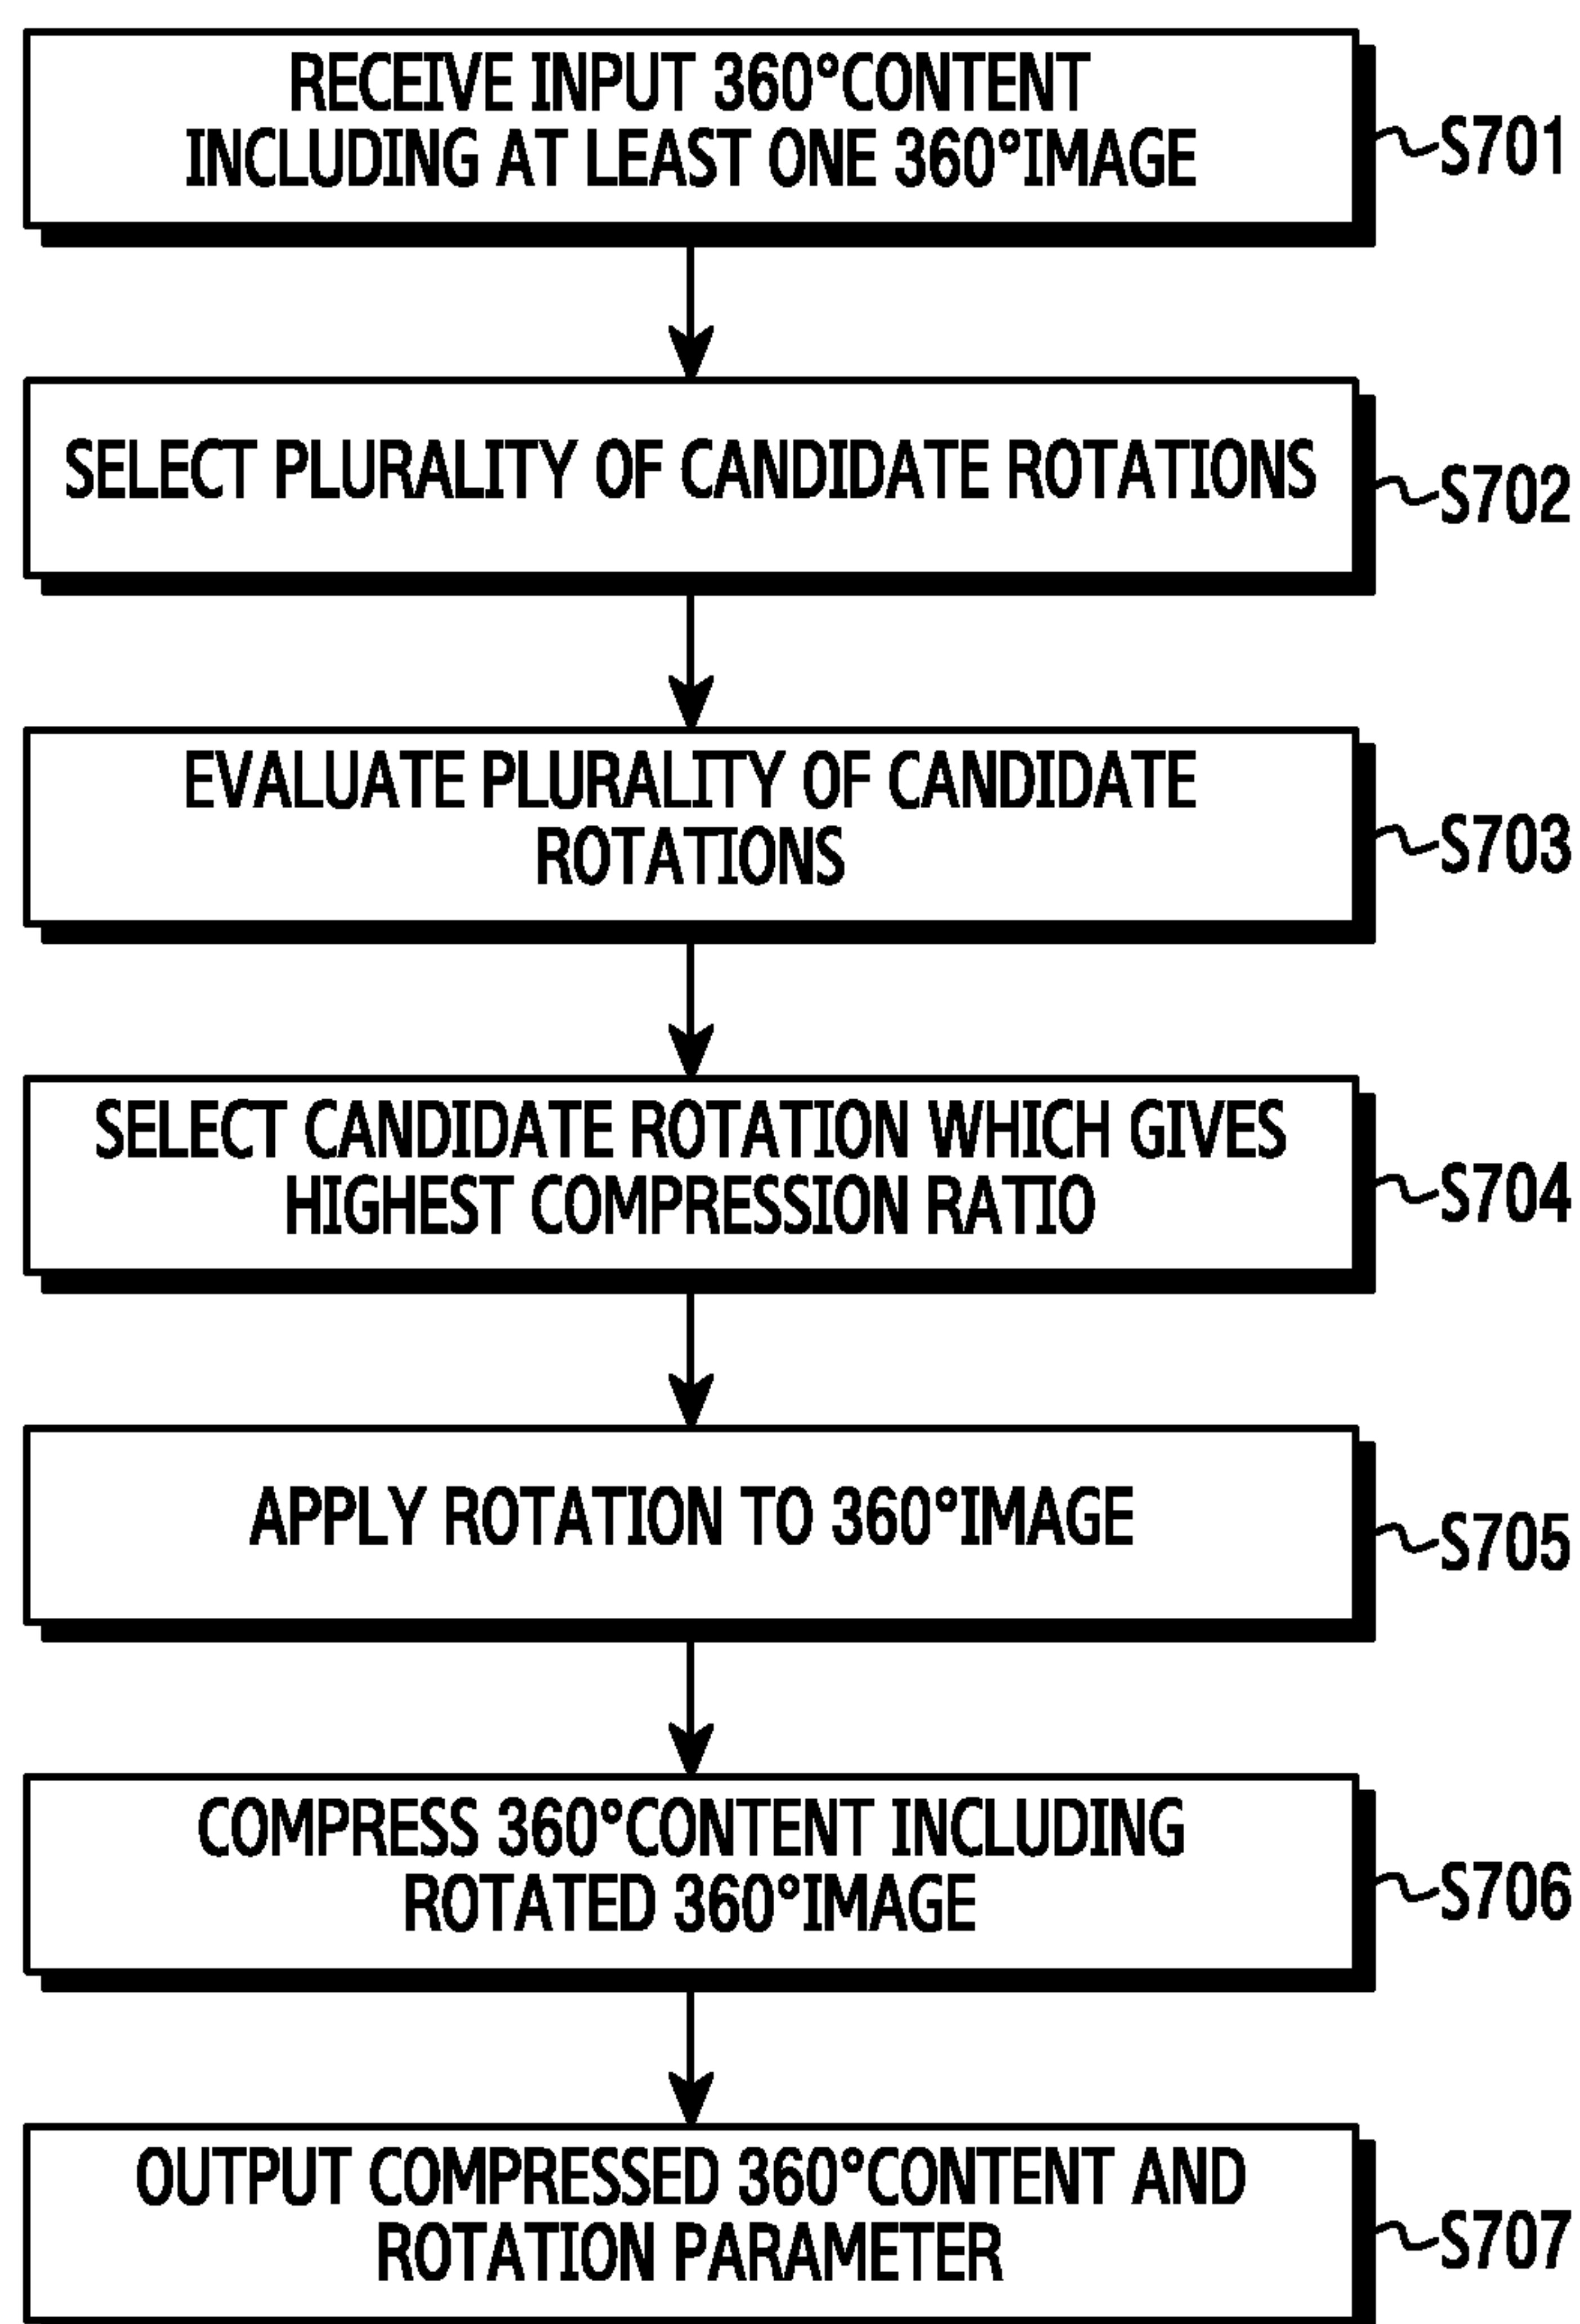 RECEIVE INPUT 360°CONTENT
INCLUDING AT LEAST ONE 360°IMAGE
S701
SELECT PLURALITY OF CANDIDATE ROTATIONS
S702
EVALUATE PLURALITY OF CANDIDATE
ROTATIONS
S703
SELECT CANDIDATE ROTATION WHICH GIVES
HIGHEST COMPRESSION RATIO
S704
APPLY ROTATION TO 360°IMAGE
S705
COMPRESS 360°CONTENT INCLUDING
ROTATED 360°IMAGE
S706
OUTPUT COMPRESSED 360°CONTENT AND
ROTATION PARAMETER
S707